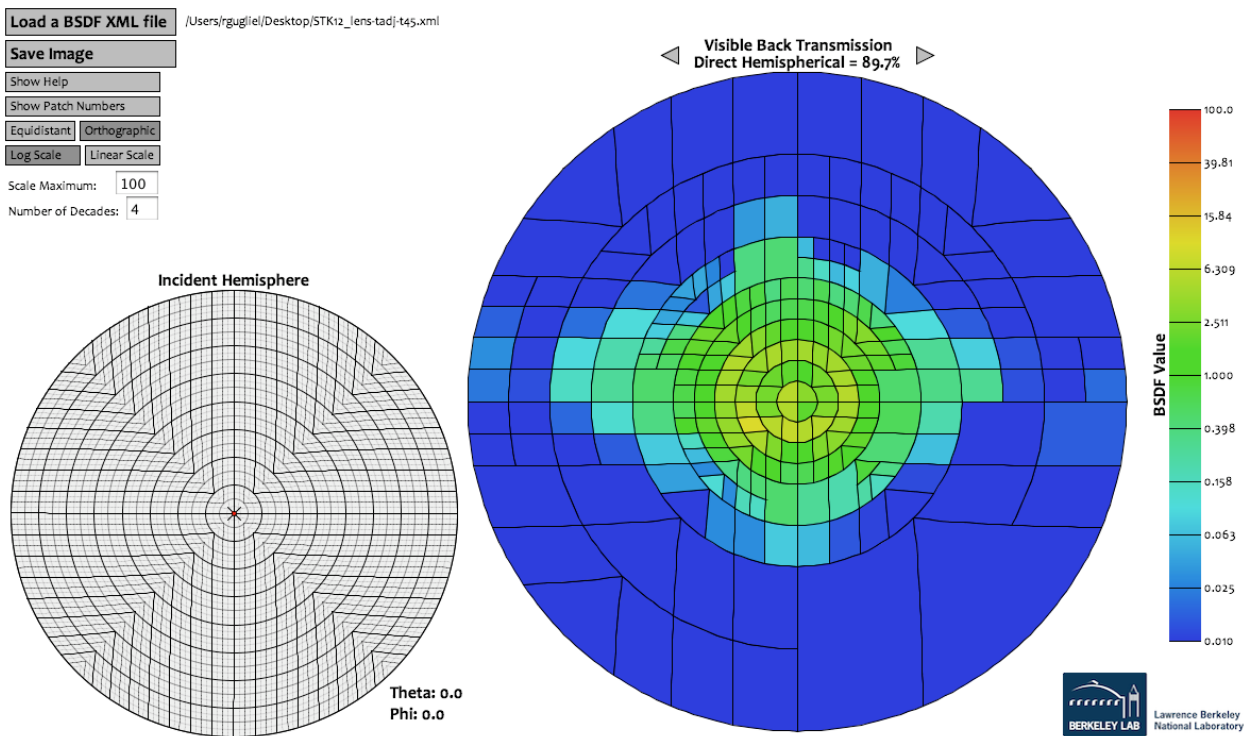 Load a BSDF XML file
/Users/rgugliel/Desktop/STK12_lens-tadj-t45.xml
Save Image
Show Help
Show Patch Numbers
Equidistant
Orthographic
Log Scale
Linear Scale
Scale Maximum:
100
Number of Decades:
4
Visible Back Transmission
Direct Hemispherical = 89.7%
Incident Hemisphere
Theta: 0.0
Phi: 0.0
BSDF Value
100.0
39.81
15.84
6.309
2.511
1.000
0.398
0.158
0.063
0.025
0.010
BERKELEY LAB
Lawrence Berkeley
National Laboratory